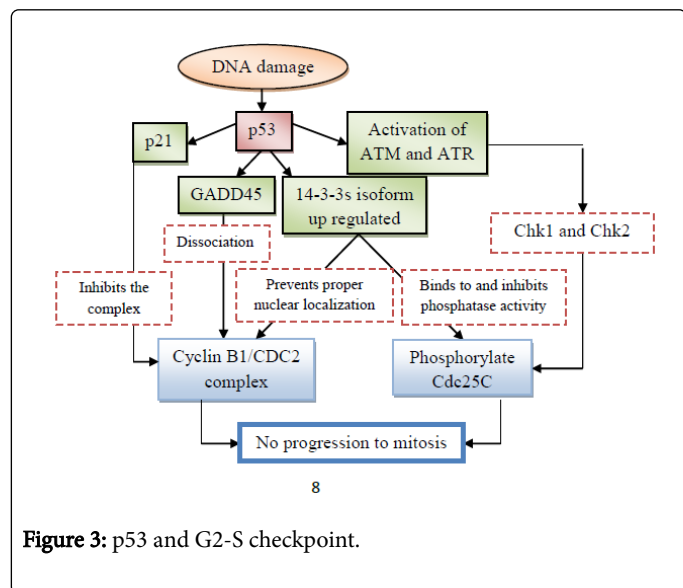 DNA damage
p21
p53
Activation of
ATM and ATR
GADD45
14-3-3s isoform
up regulated
Dissociation
Chk1 and Chk2
Inhibits the
complex
Prevents proper
nuclear localization
Binds to and inhibits
phosphatase activity
Cyclin B1/CDC2
complex
Phosphorylate
Cdc25C
No progression to mitosis
8
Figure 3: p53 and G2-S checkpoint.